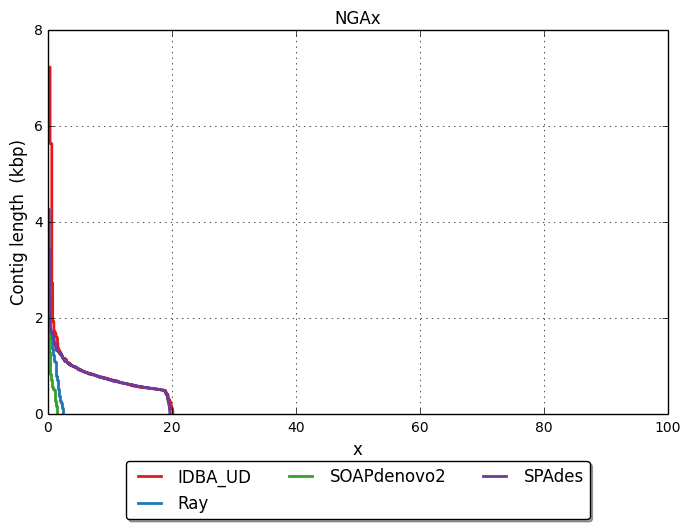 NGAx
8
6
4
2
0
Contig length (kbp)
0 20 40 60 80 100
x
IDBA_UD SOAPdenovo2 SPAdes
Ray